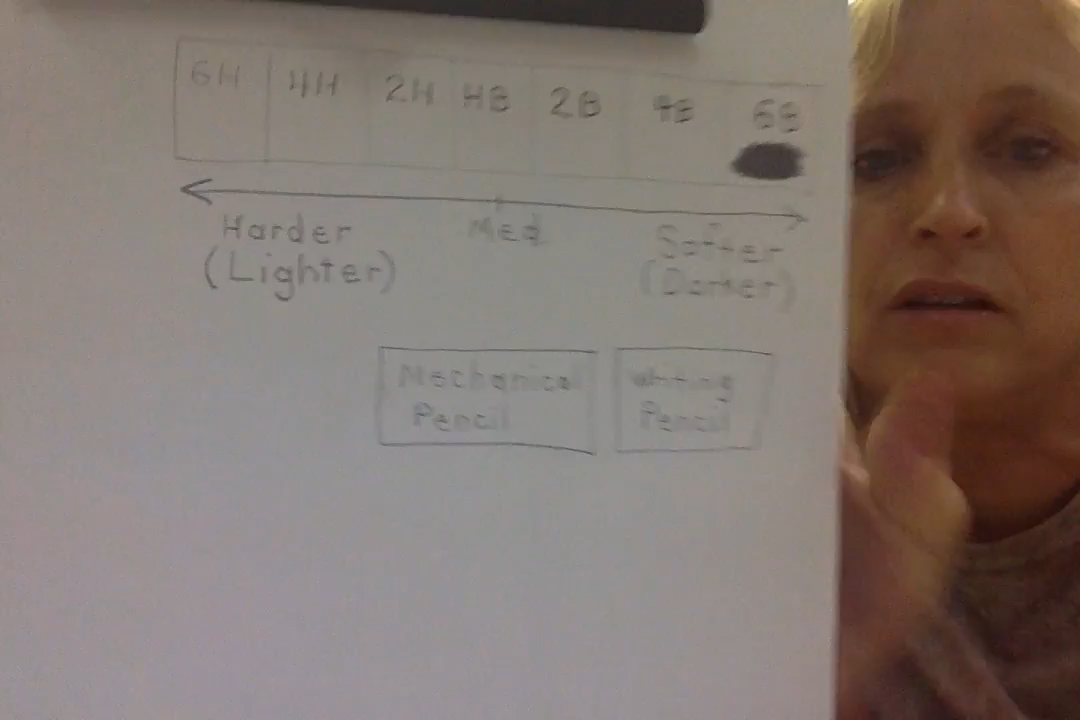 6H 4H 2H HB 2B 4B 6B
Harder Med Softer
(Lighter) (Darker)
Mechanical Writing
Pencil Pencil